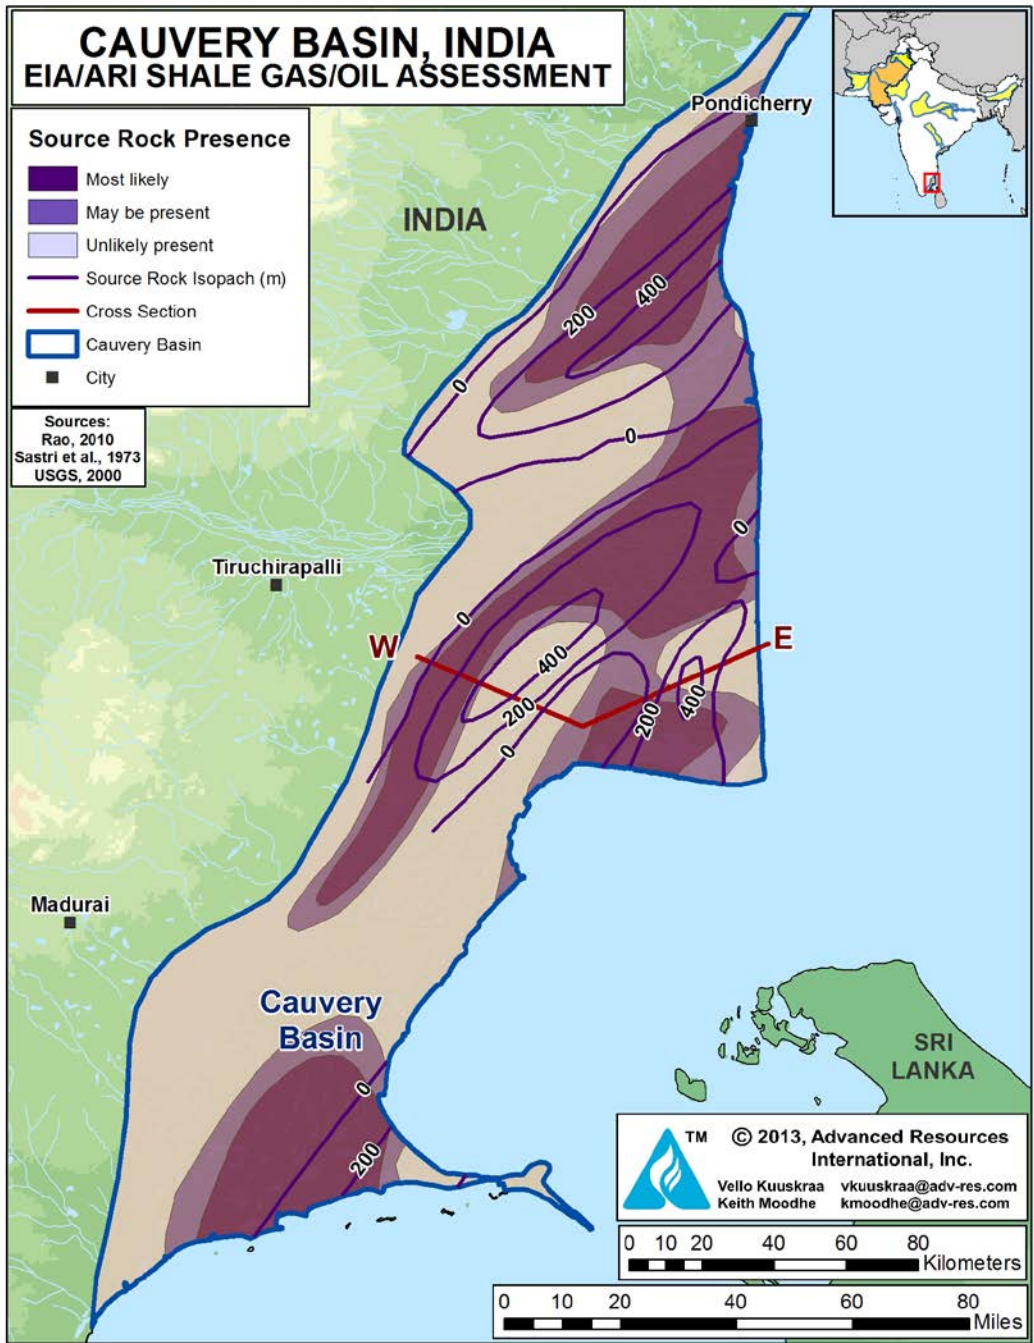 CAUVERY BASIN, INDIA
EIA/ARI SHALE GAS/OIL ASSESSMENT
Source Rock Presence
Most likely
May be present
Unlikely present
Source Rock Isopach (m)
Cross Section
Cauvery Basin
City
Sources:
Rao, 2010
Sastri et al., 1973
USGS, 2000
Pondicherry
INDIA
400
200
0
0
0
Tiruchirapalli
0
W
E
400
200
0
200
400
Madurai
Cauvery
Basin
0
200
SRI
LANKA
TM
© 2013, Advanced Resources
International, Inc.
Vello Kuuskraa vkuuskraa@adv-res.com
Keith Moodhe kmoodhe@adv-res.com
0 10 20 40 60 80
Kilometers
0 10 20 40 60 80
Miles